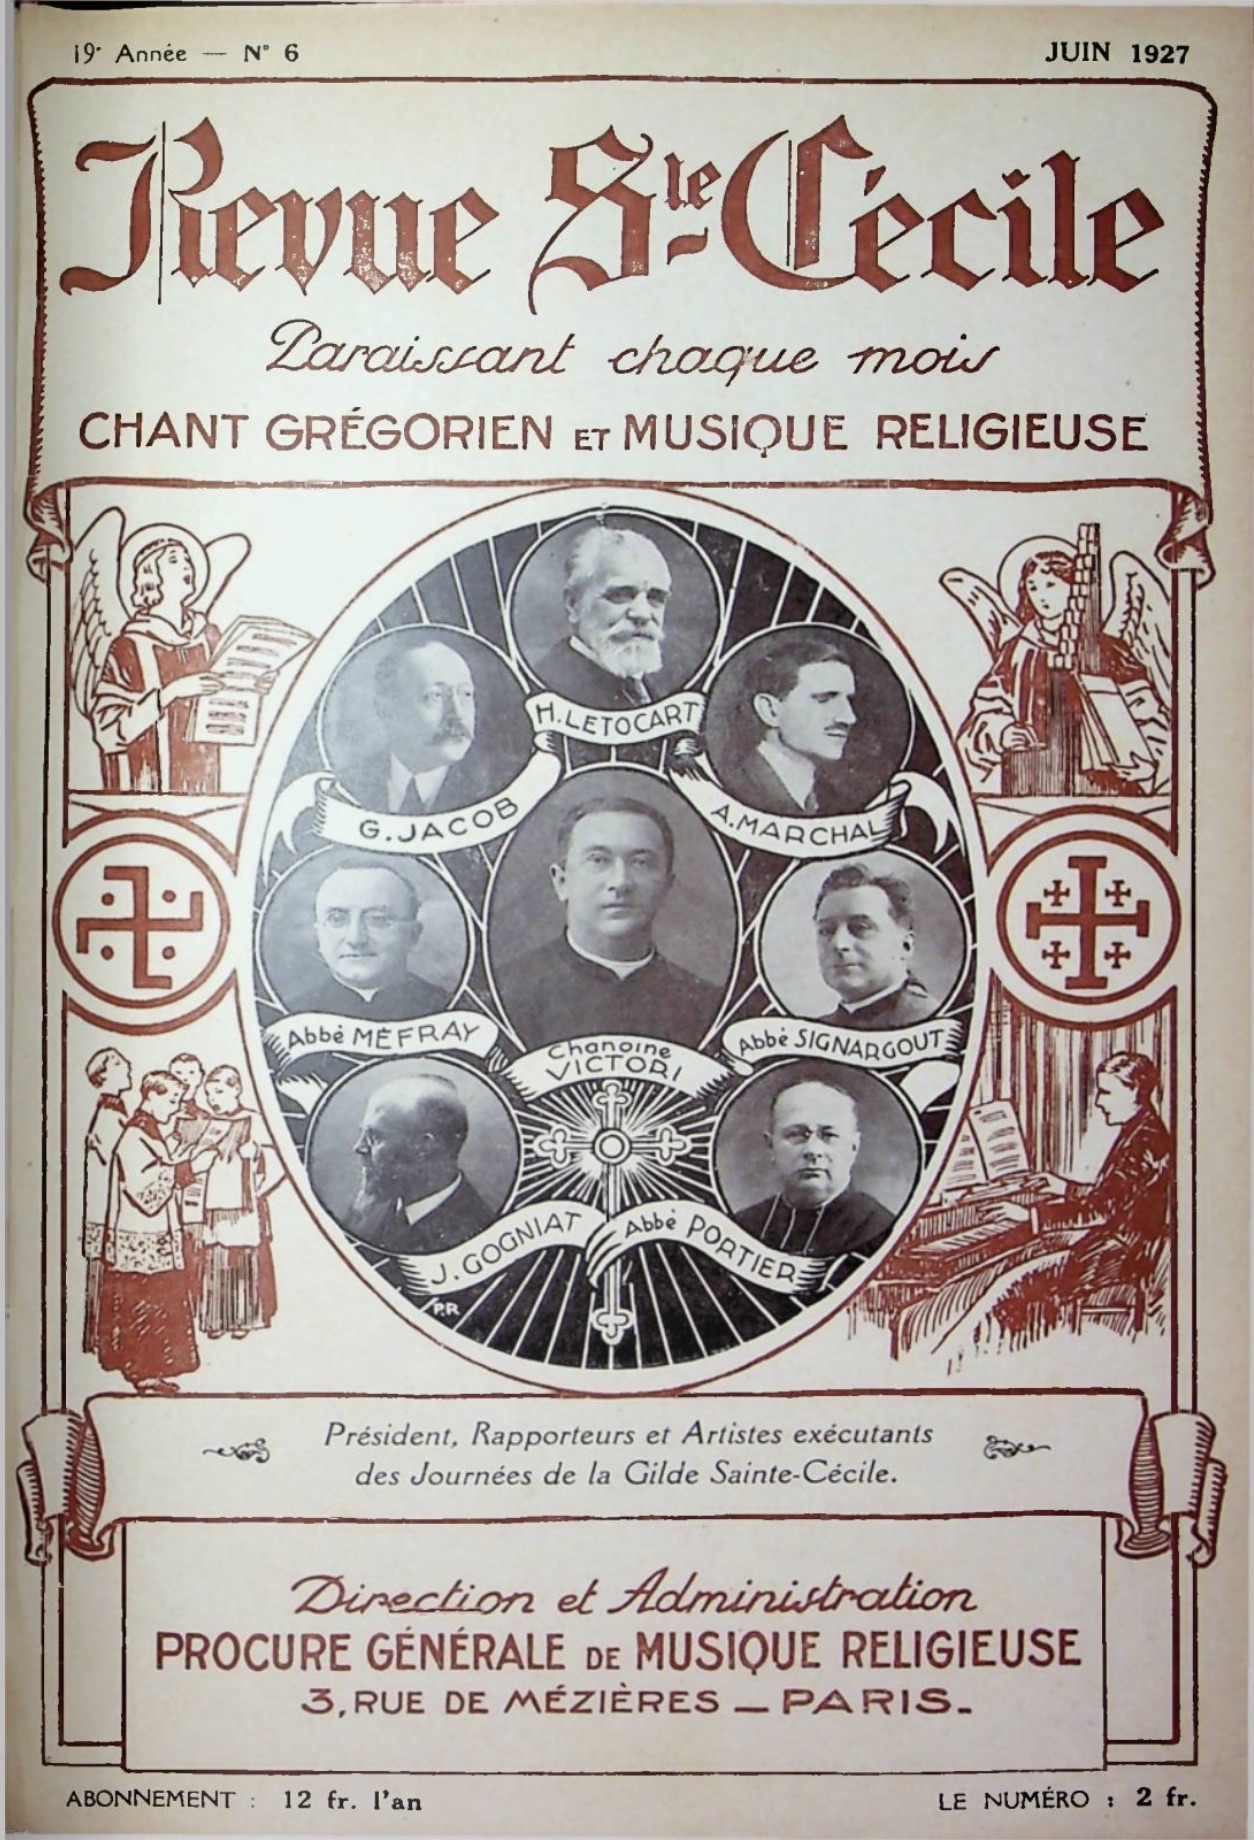 19e Année — N° 6
JUIN 1927
Revue Ste-Cécile
Paraissant chaque mois
CHANT GRÉGORIEN ET MUSIQUE RELIGIEUSE
H. LETOCART
G. JACOB
A. MARCHAL
Abbé MÉFRAY
Chanoine
VICTORI
Abbé SIGNARGOUT
J. GOGNIAT
Abbé PORTIER
P.R
Président, Rapporteurs et Artistes exécutants
des Journées de la Gilde Sainte-Cécile.
Direction et Administration
PROCURE GÉNÉRALE DE MUSIQUE RELIGIEUSE
3, RUE DE MÉZIÈRES — PARIS.
ABONNEMENT : 12 fr. l'an
LE NUMÉRO : 2 fr.